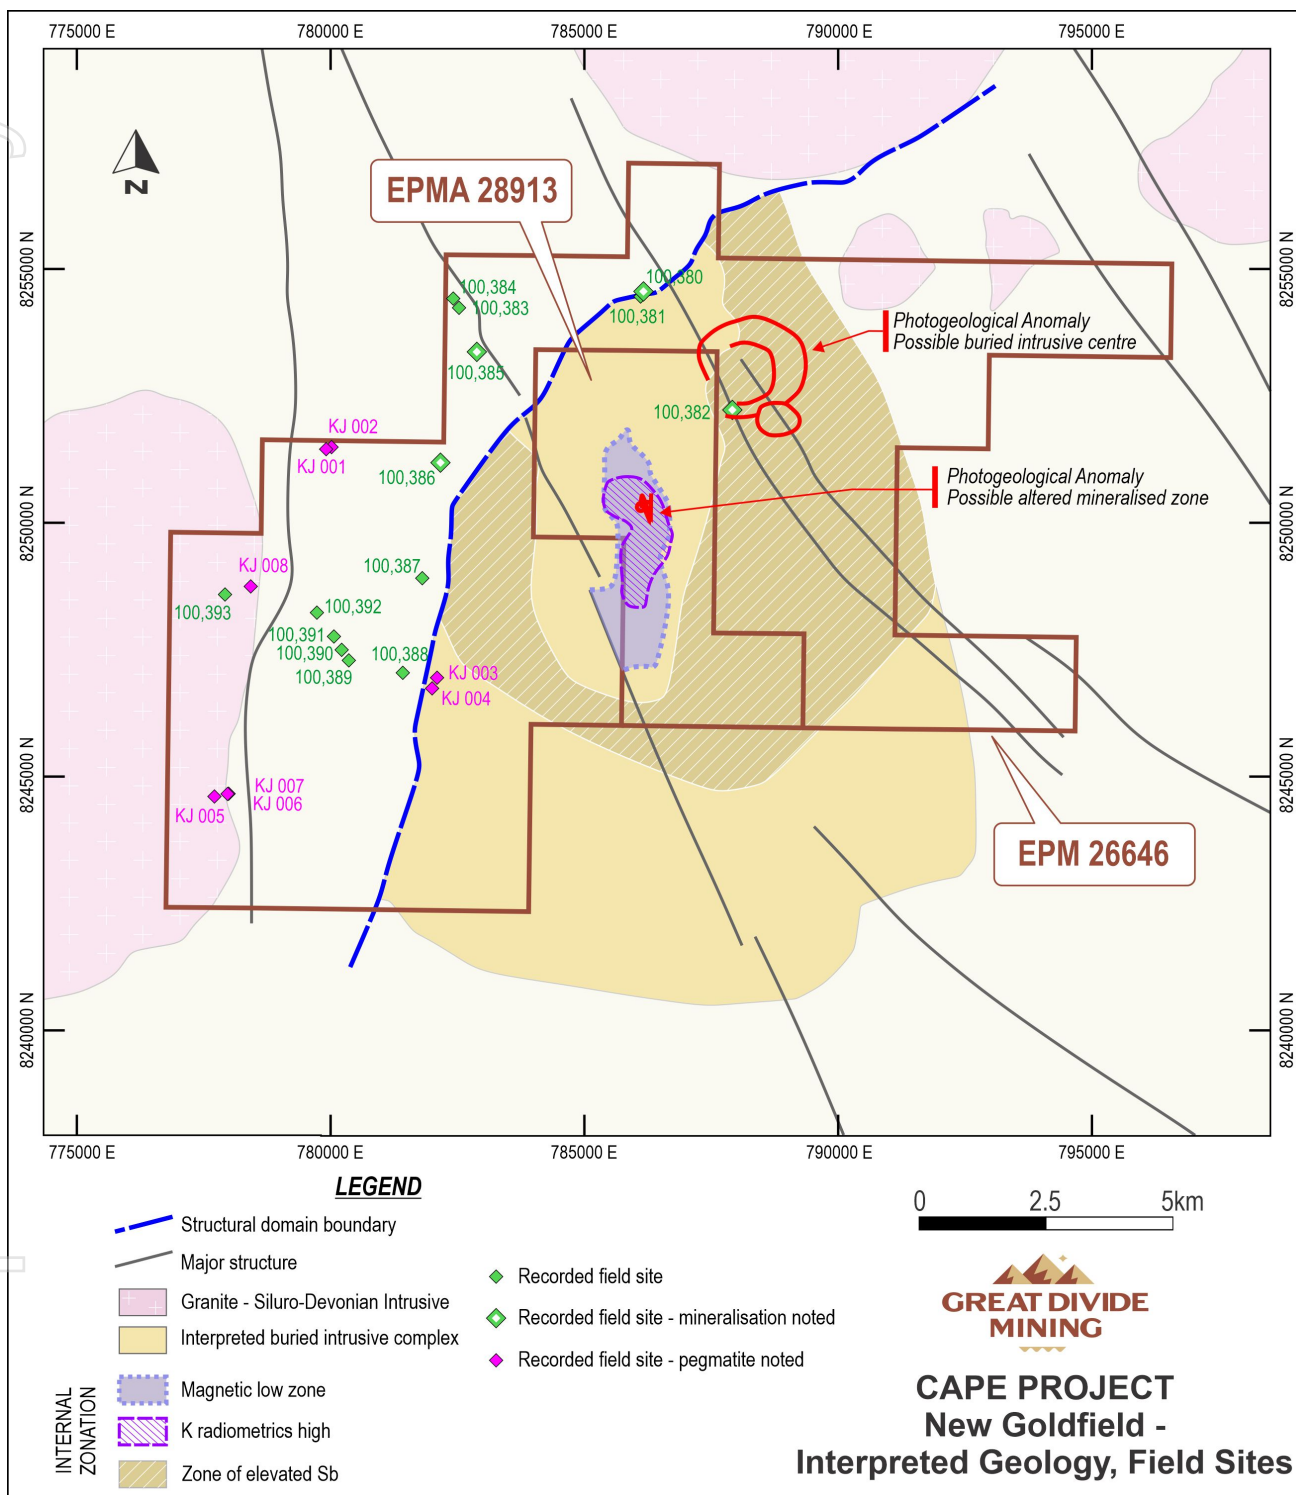 775000 E
780000 E
785000 E
790000 E
795000 E
8255000 N
8255000 N
N
EPMA 28913
100,380
100,384
100,383
100,381
Photogeological Anomaly
Possible buried intrusive centre
100,385
100,382
KJ 002
KJ 001
100,386
Photogeological Anomaly
Possible altered mineralised zone
8250000 N
8250000 N
KJ 008
100,387
100,393
100,392
100,391
100,390
100,389
100,388
KJ 003
KJ 004
8245000 N
8245000 N
KJ 007
KJ 006
KJ 005
EPM 26646
8240000 N
8240000 N
775000 E
780000 E
785000 E
790000 E
795000 E
LEGEND
Structural domain boundary
Major structure
Granite - Siluro-Devonian Intrusive
Interpreted buried intrusive complex
INTERNAL
ZONATION
Magnetic low zone
K radiometrics high
Zone of elevated Sb
Recorded field site
Recorded field site - mineralisation noted
Recorded field site - pegmatite noted
0
2.5
5km
GREAT DIVIDE
MINING
CAPE PROJECT
New Goldfield -
Interpreted Geology, Field Sites